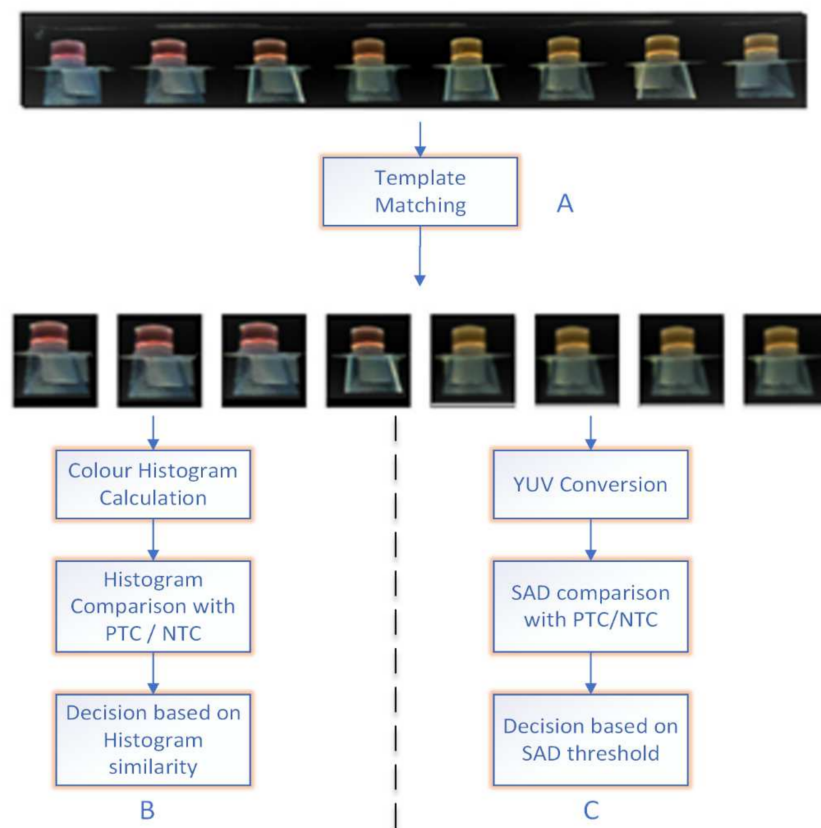 Template
Matching
A
Colour Histogram
Calculation
Histogram
Comparison with
PTC / NTC
Decision based on
Histogram
similarity
B
YUV Conversion
SAD comparison
with PTC/NTC
Decision based on
SAD threshold
C